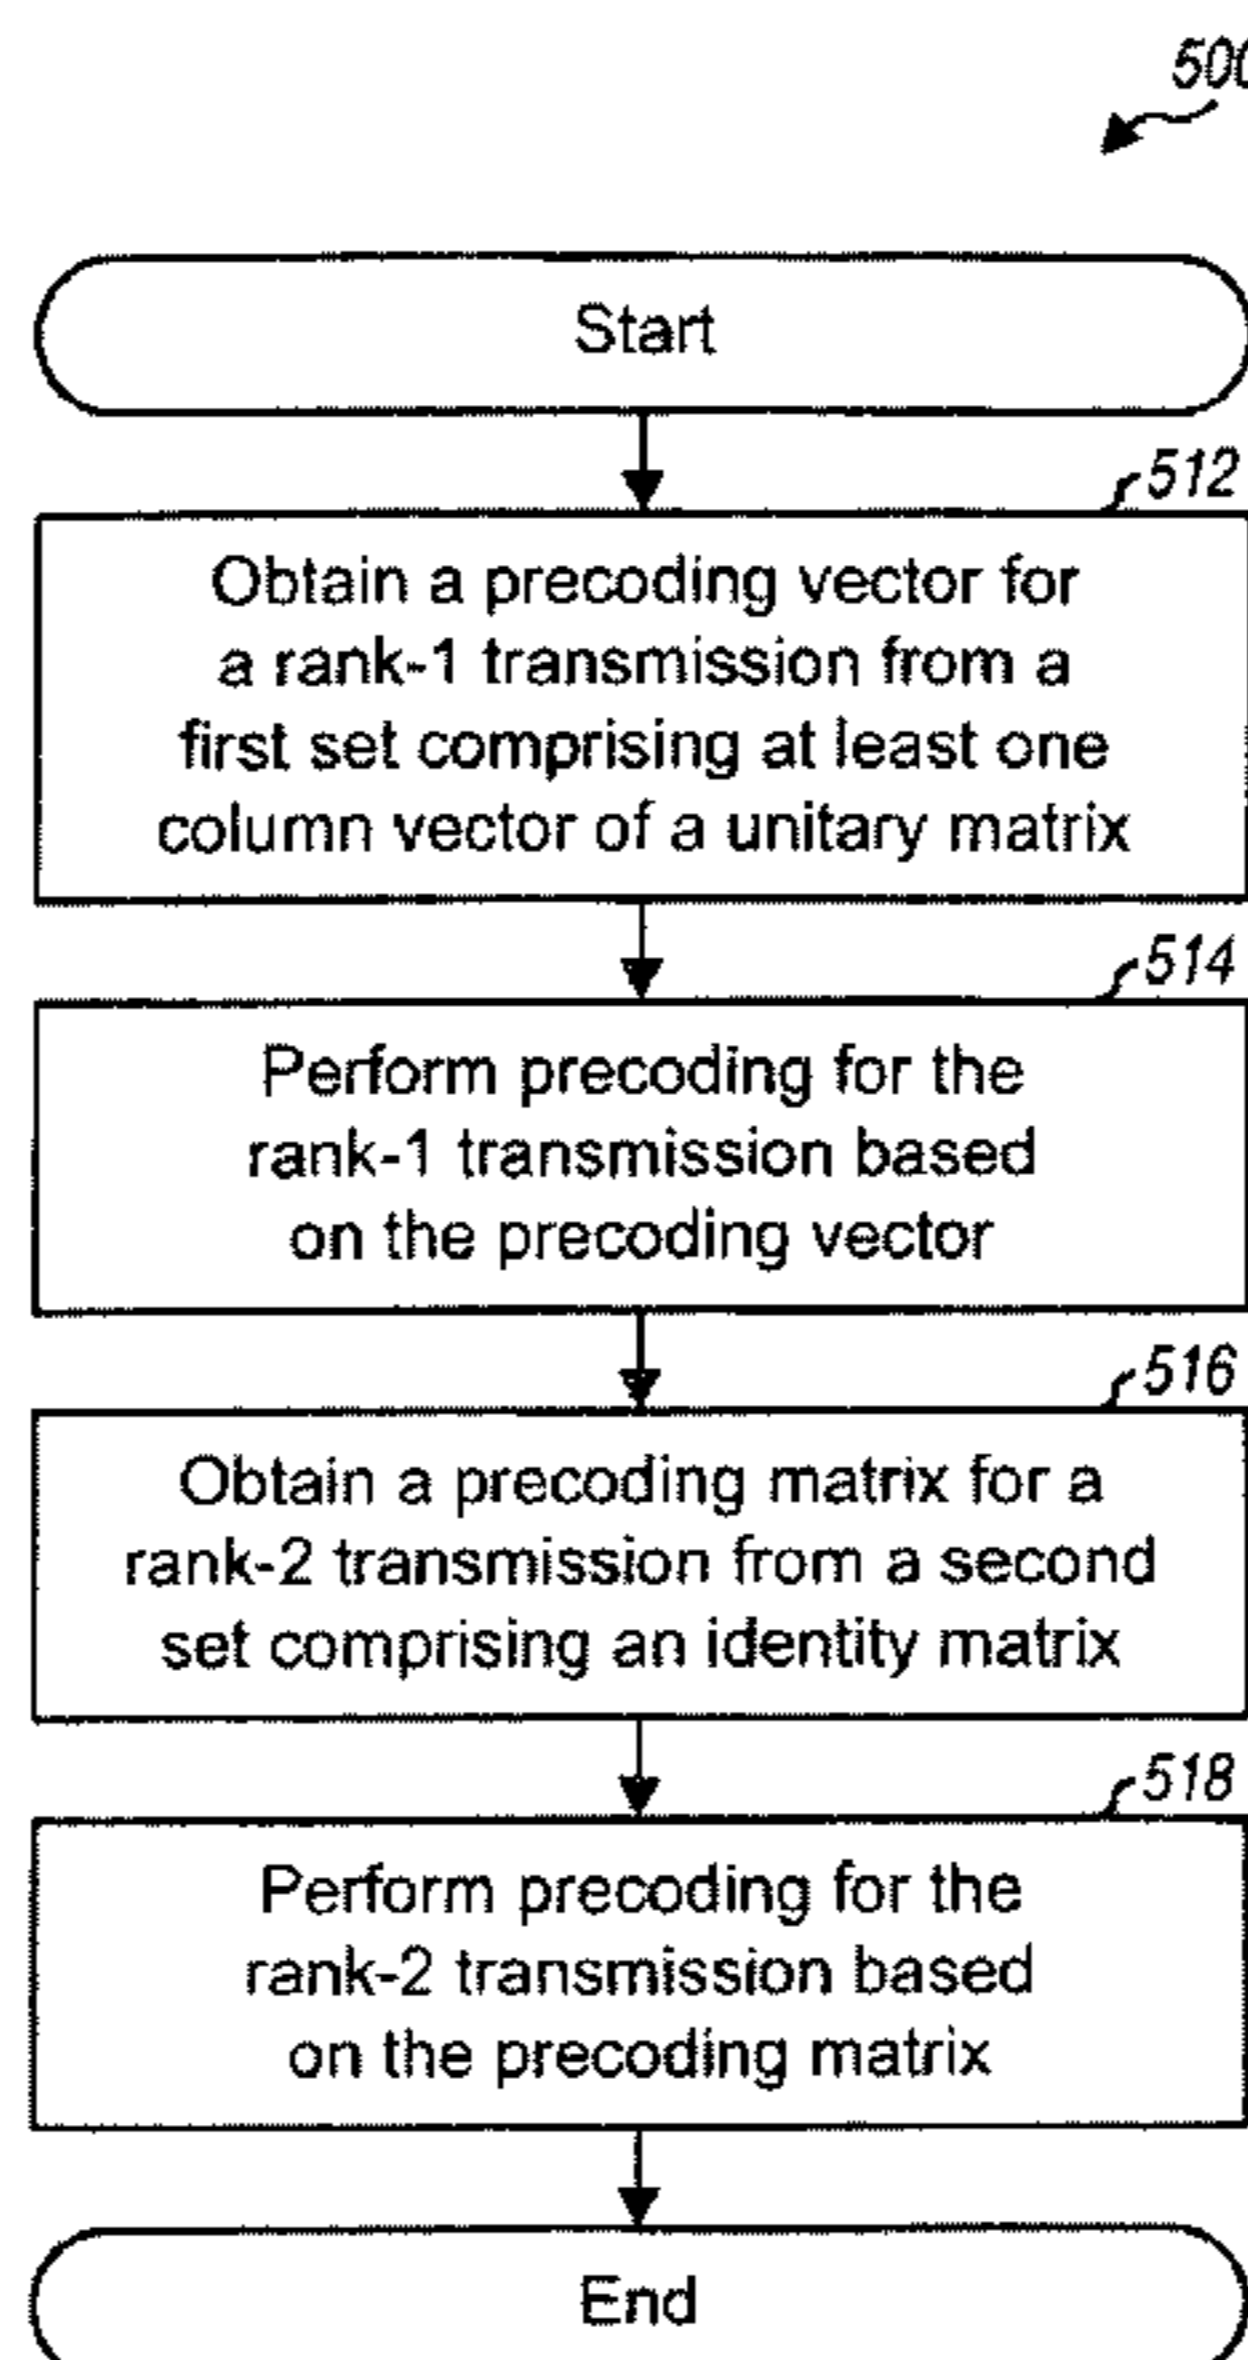 500
Start
512
Obtain a precoding vector for
a rank-1 transmission from a
first set comprising at least one
column vector of a unitary matrix
514
Perform precoding for the
rank-1 transmission based
on the precoding vector
516
Obtain a precoding matrix for a
rank-2 transmission from a second
set comprising an identity matrix
518
Perform precoding for the
rank-2 transmission based
on the precoding matrix
End